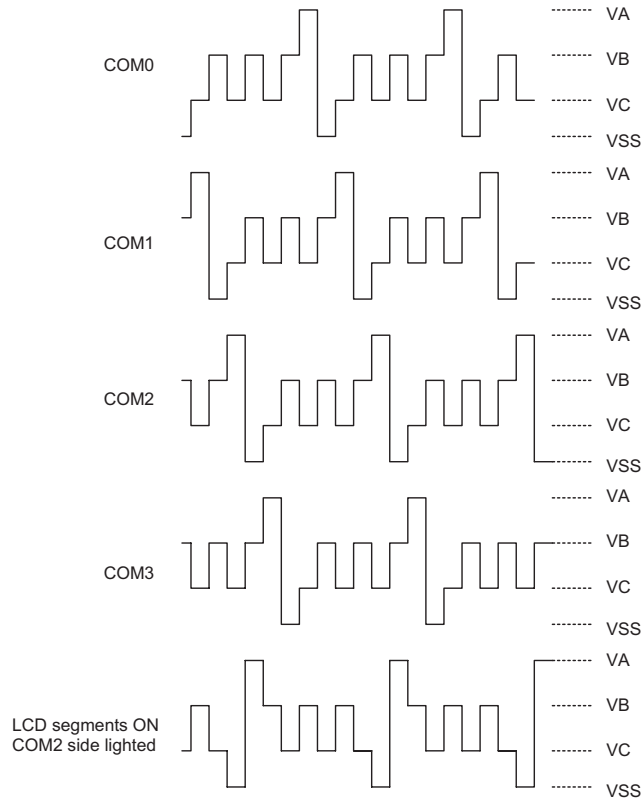 COM0
VA
VB
VC
VSS
COM1
VA
VB
VC
VSS
COM2
VA
VB
VC
VSS
COM3
VA
VB
VC
VSS
LCD segments ON
COM2 side lighted
VA
VB
VC
VSS